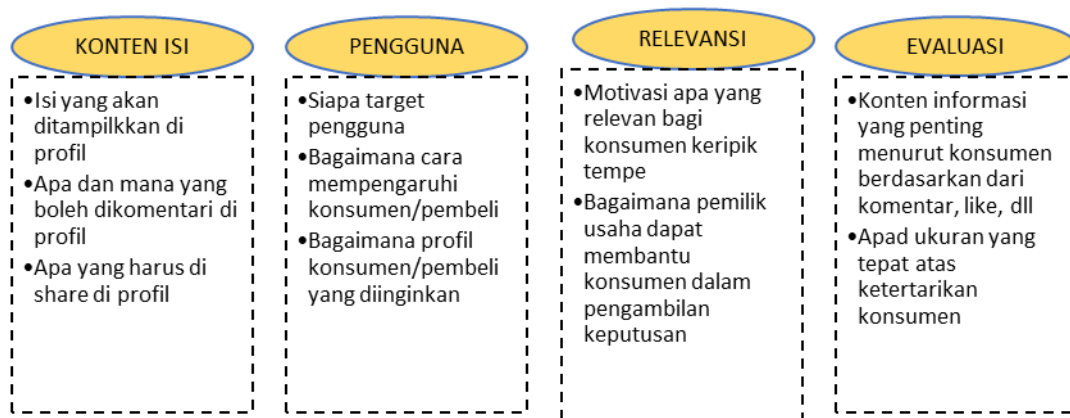 KONTEN ISI
•Isi yang akan
ditampilkkan di
profil
•Apa dan mana yang
boleh dikomentari di
profil
•Apa yang harus di
share di profil
PENGGUNA
•Siapa target
pengguna
•Bagaimana cara
mempengaruhi
konsumen/pembeli
•Bagaimana profil
konsumen/pembeli
yang diinginkan
RELEVANSI
•Motivasi apa yang
relevan bagi
konsumen keripik
tempe
•Bagaimana pemilik
usaha dapat
membantu
konsumen dalam
pengambilan
keputusan
EVALUASI
•Konten informasi
yang penting
menurut konsumen
berdasarkan dari
komentar, like, dll
•Apad ukuran yang
tepat atas
ketertarikan
konsumen